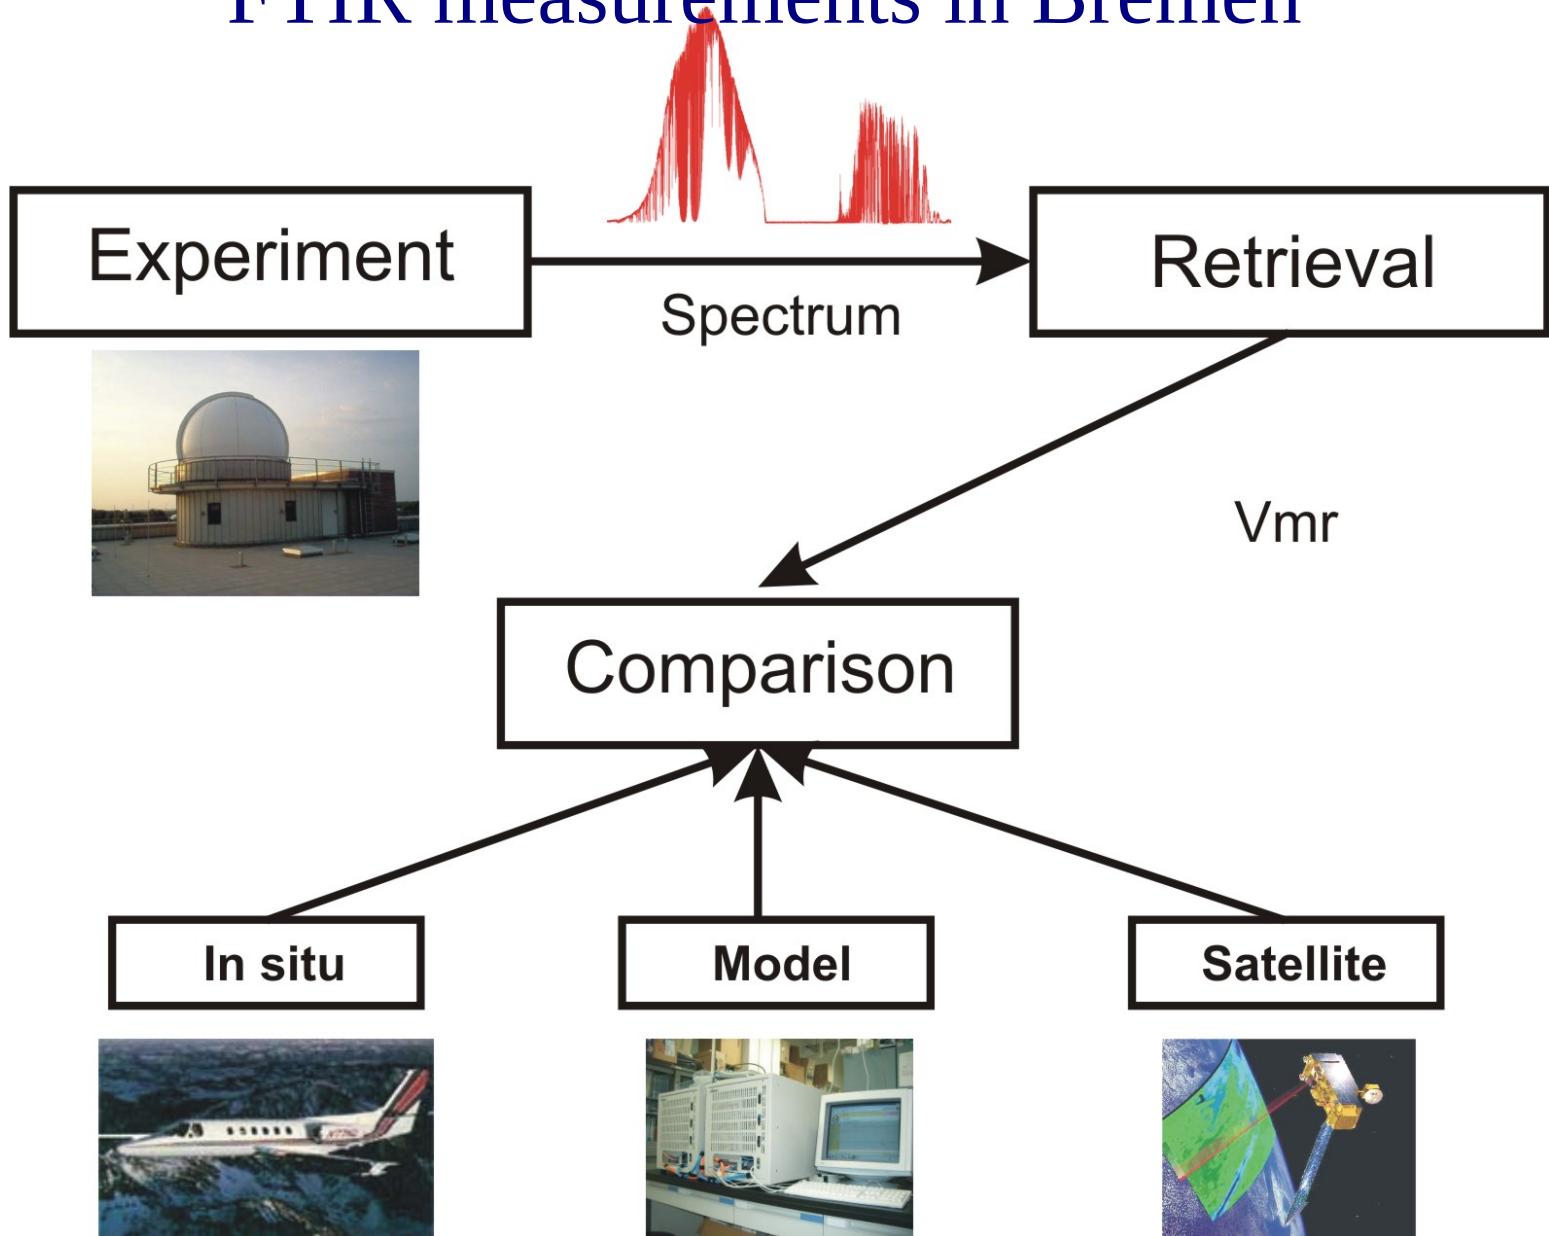 FTIR measurements in Bremen
Experiment
Retrieval
Spectrum
Vmr
Comparison
In situ
Model
Satellite